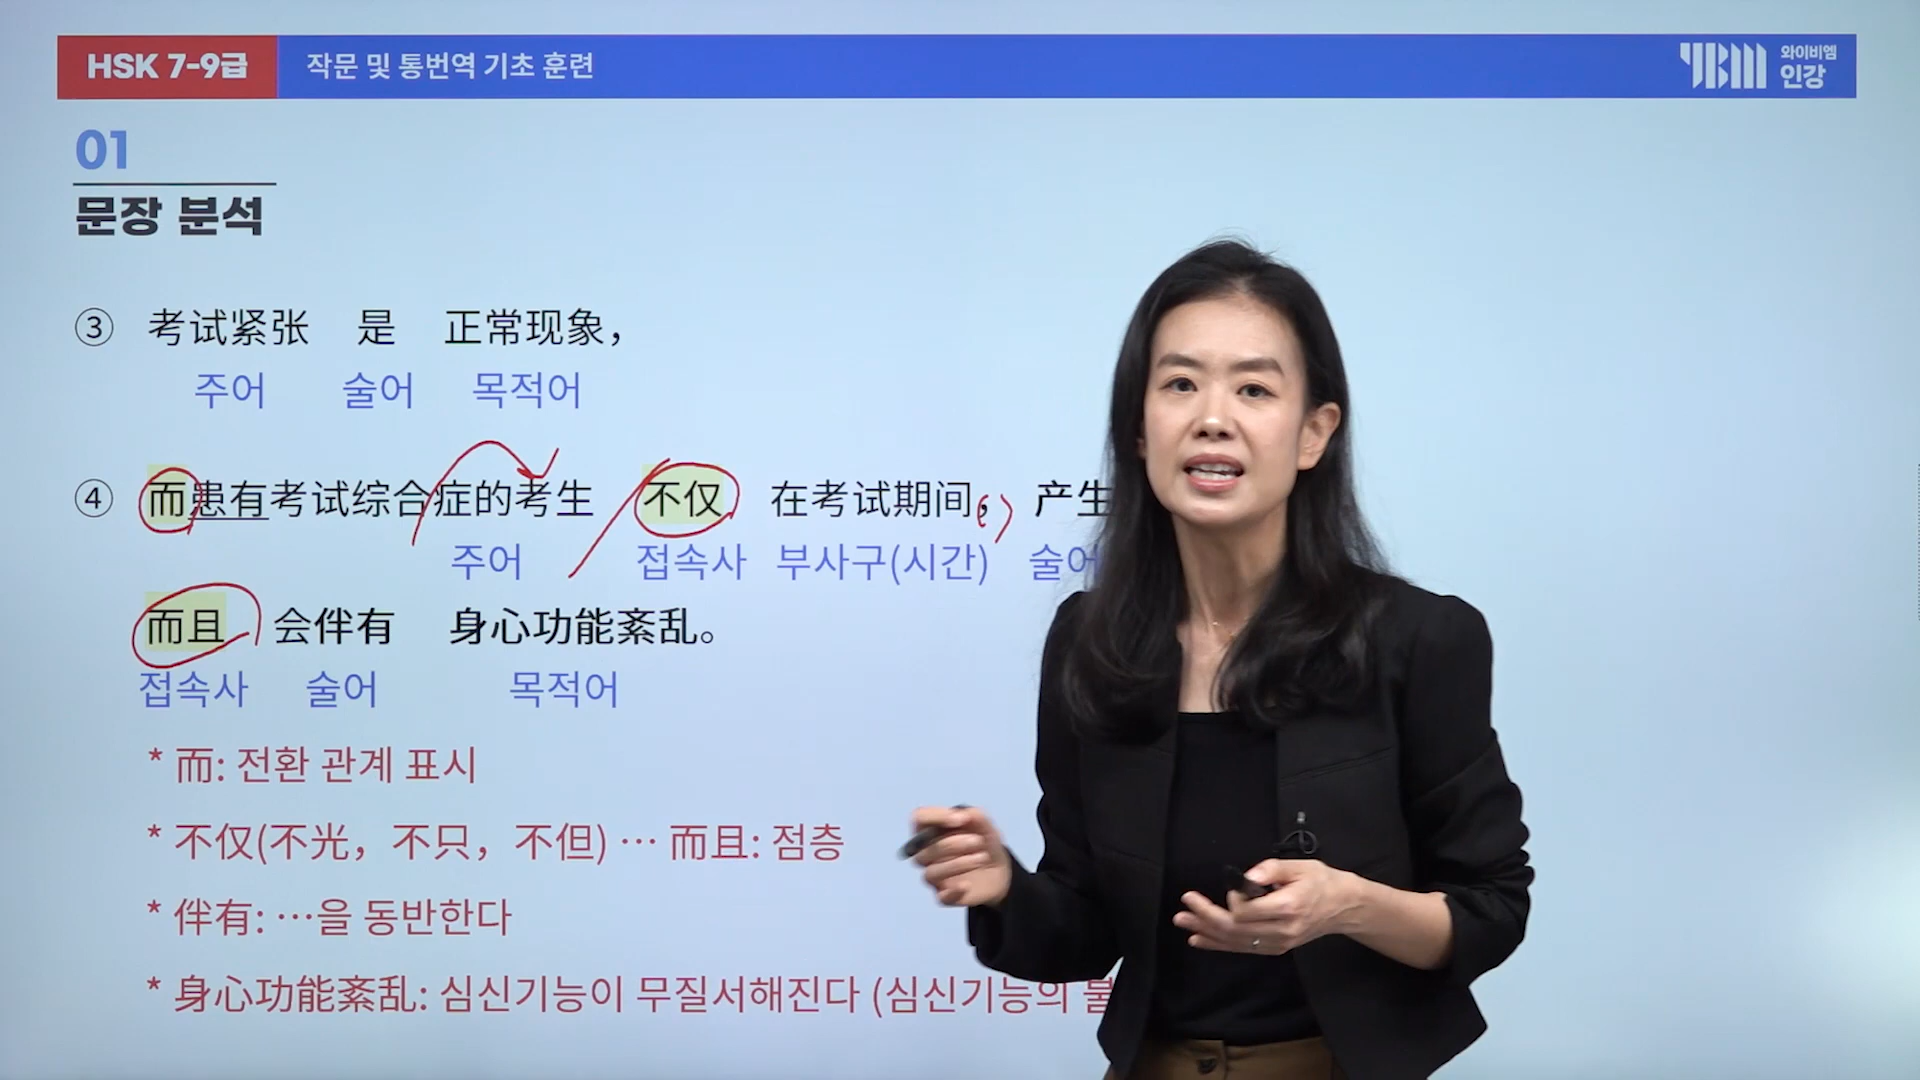 HSK 7-9급 작문 및 통번역 기초 훈련 YBM 와이비엠 인강
01
문장 분석
③ 考试紧张 是 正常现象，
주어 술어 목적어
④ 而患有考试综合症的考生 不仅 在考试期间， 产生
주어 접속사 부사구(시간) 술어
而且 会伴有 身心功能紊乱。
접속사 술어 목적어
* 而: 전환 관계 표시
* 不仅(不光，不只，不但) … 而且: 점층
* 伴有: …을 동반한다
* 身心功能紊乱: 심신기능이 무질서해진다 (심신기능의